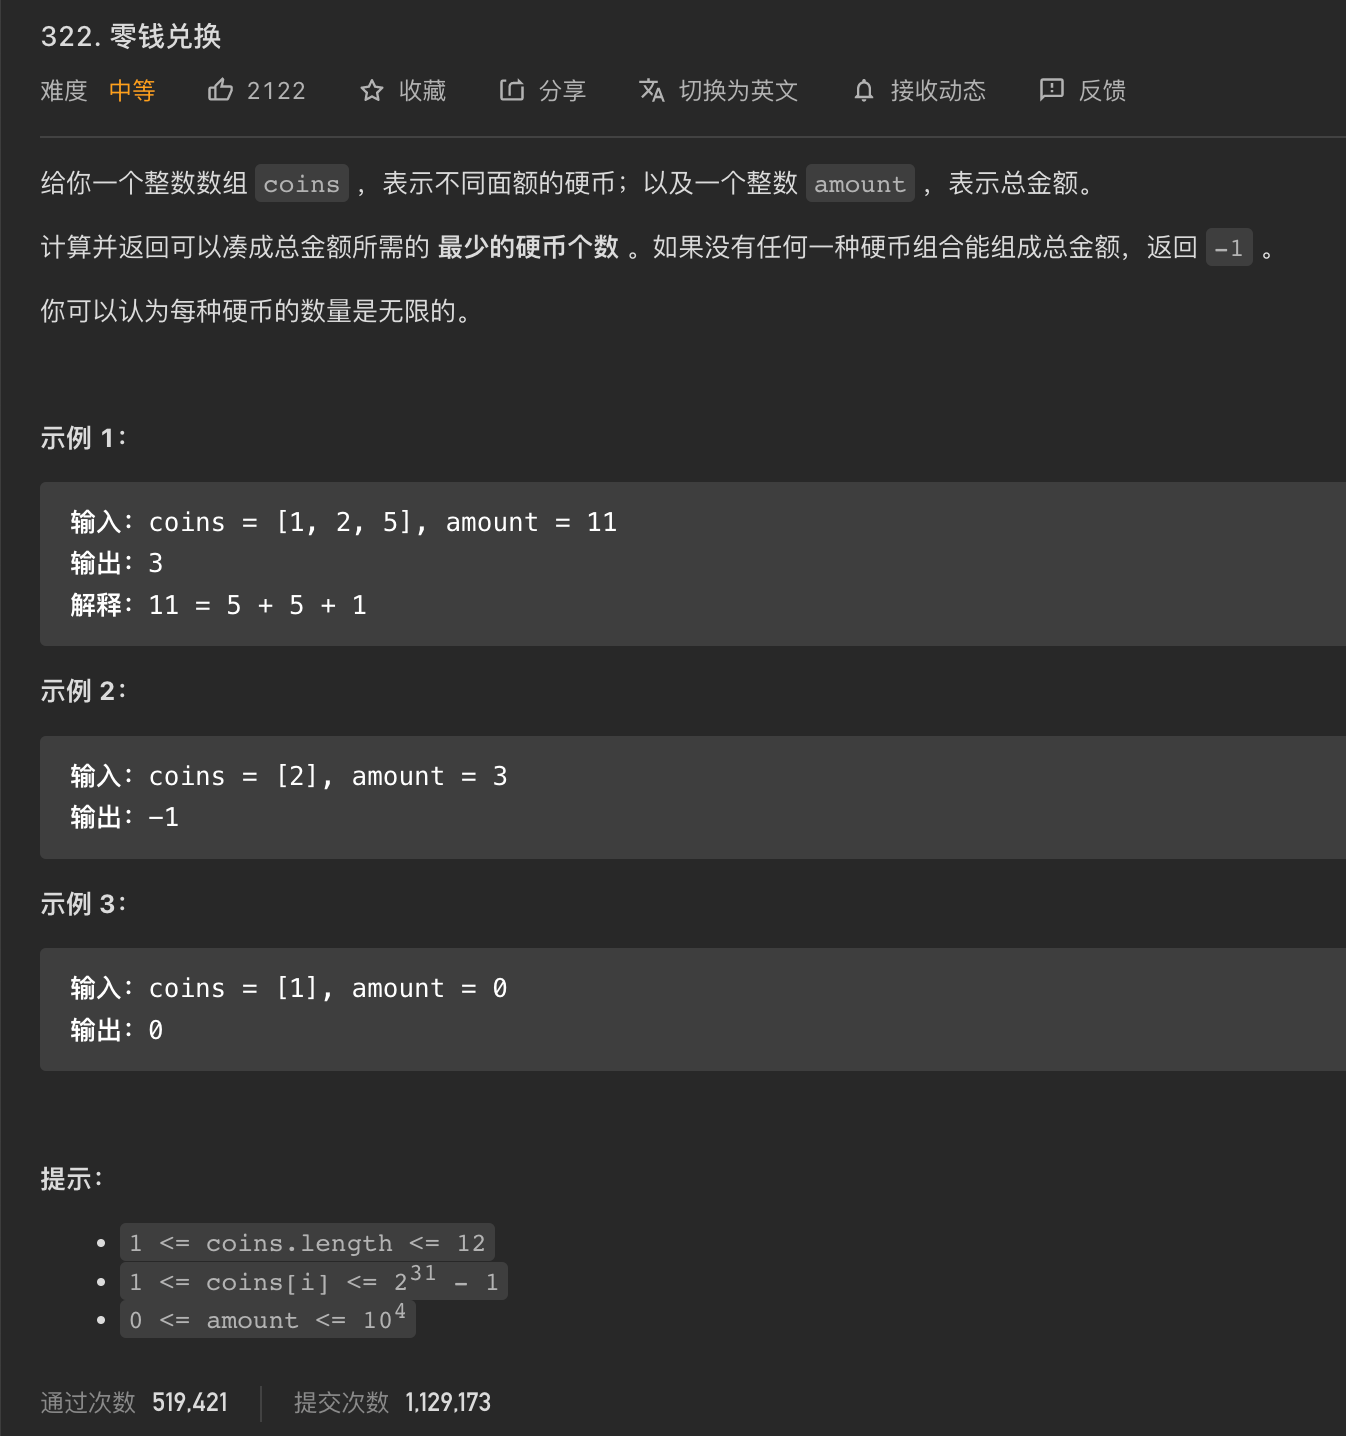 322. 零钱兑换
难度 中等 2122 收藏 分享 切换为英文 接收动态 反馈
给你一个整数数组 coins ，表示不同面额的硬币；以及一个整数 amount ，表示总金额。
计算并返回可以凑成总金额所需的 最少的硬币个数 。如果没有任何一种硬币组合能组成总金额，返回 -1 。
你可以认为每种硬币的数量是无限的。
示例 1：
输入：coins = [1, 2, 5], amount = 11
输出：3
解释：11 = 5 + 5 + 1
示例 2：
输入：coins = [2], amount = 3
输出：-1
示例 3：
输入：coins = [1], amount = 0
输出：0
提示：
• 1 <= coins.length <= 12
• 1 <= coins[i] <= 2³¹ - 1
• 0 <= amount <= 10⁴
通过次数 519,421 提交次数 1,129,173